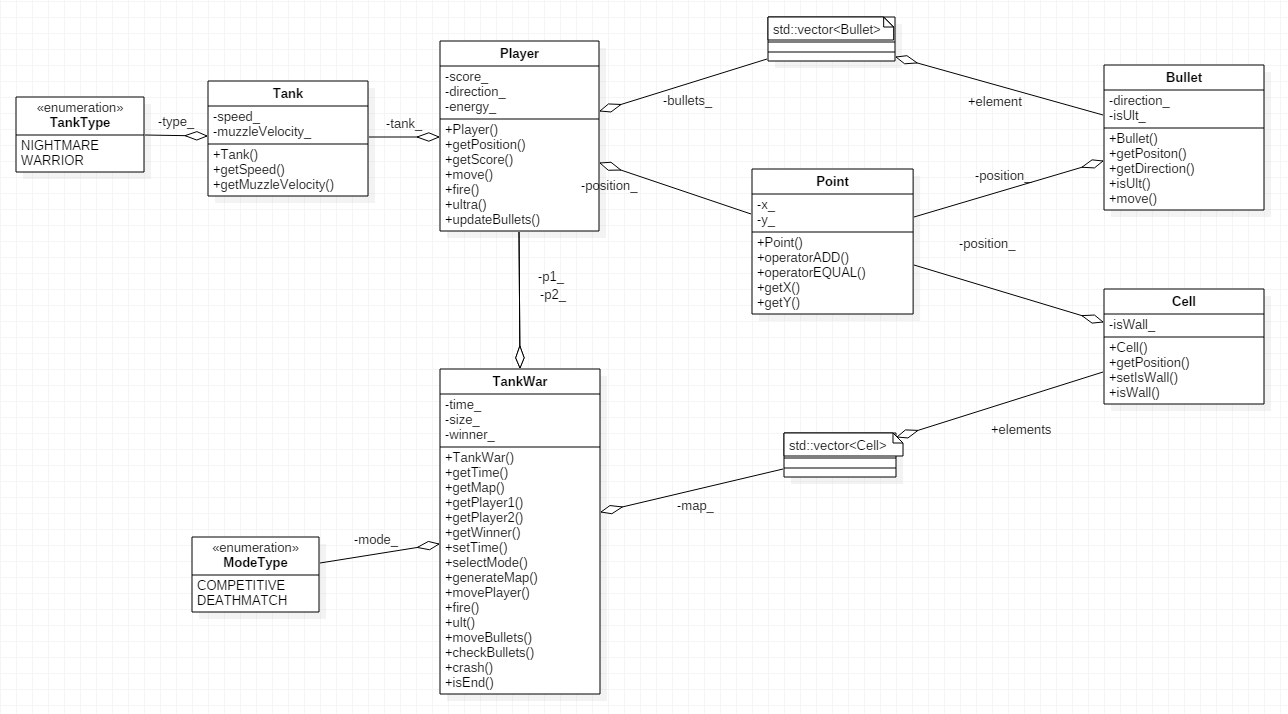 «enumeration»
TankType
NIGHTMARE
WARRIOR
-type_
Tank
-speed_
-muzzleVelocity_
+Tank()
+getSpeed()
+getMuzzleVelocity()
-tank_
Player
-score_
-direction_
-energy_
+Player()
+getPosition()
+getScore()
+move()
+fire()
+ultra()
+updateBullets()
-bullets_
std::vector<Bullet>
+element
Bullet
-direction_
-isUlt_
+Bullet()
+getPositon()
+getDirection()
+isUlt()
+move()
-position_
Point
-x_
-y_
+Point()
+operatorADD()
+operatorEQUAL()
+getX()
+getY()
-position_
-position_
Cell
-isWall_
+Cell()
+getPosition()
+setIsWall()
+isWall()
+elements
std::vector<Cell>
-map_
-p1_
-p2_
TankWar
-time_
-size_
-winner_
+TankWar()
+getTime()
+getMap()
+getPlayer1()
+getPlayer2()
+getWinner()
+setTime()
+selectMode()
+generateMap()
+movePlayer()
+fire()
+ult()
+moveBullets()
+checkBullets()
+crash()
+isEnd()
-mode_
«enumeration»
ModeType
COMPETITIVE
DEATHMATCH